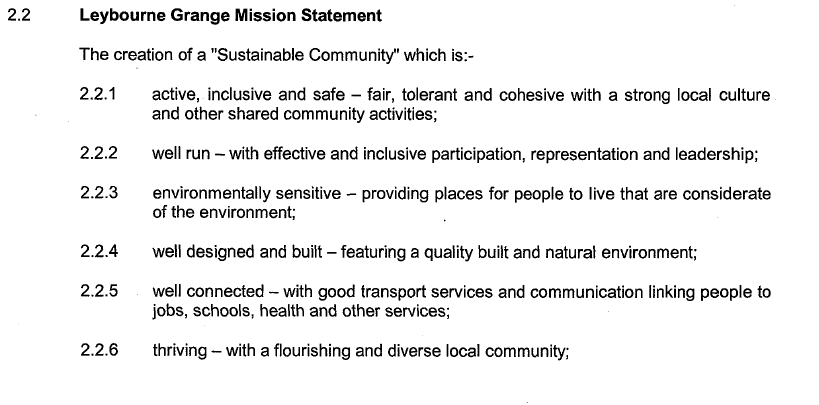 2.2 Leybourne Grange Mission Statement
The creation of a "Sustainable Community" which is:-
2.2.1 active, inclusive and safe – fair, tolerant and cohesive with a strong local culture
and other shared community activities;
2.2.2 well run – with effective and inclusive participation, representation and leadership;
2.2.3 environmentally sensitive – providing places for people to live that are considerate
of the environment;
2.2.4 well designed and built – featuring a quality built and natural environment;
2.2.5 well connected – with good transport services and communication linking people to
jobs, schools, health and other services;
2.2.6 thriving – with a flourishing and diverse local community;